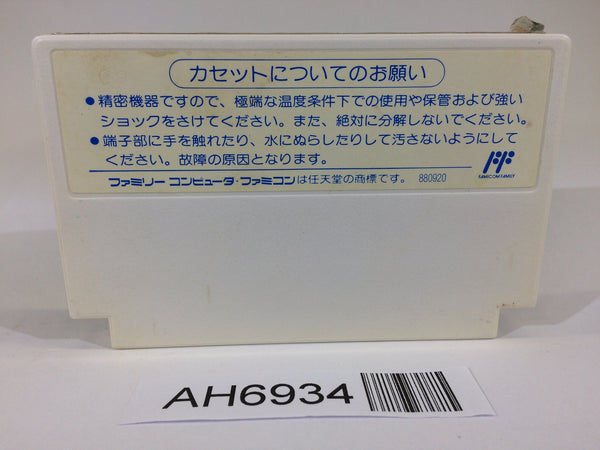 カセットについてのお願い
●精密機器ですので、極端な温度条件下での使用や保管および強い
ショックをさけてください。また、絶対に分解しないでください。
●端子部に手を触れたり、水にぬらしたりして汚さないようにして
ください。故障の原因となります。
FF
FAMICOM FAMILY
ファミリー コンピュータ・ファミコンは任天堂の商標です。 880920
AH6934